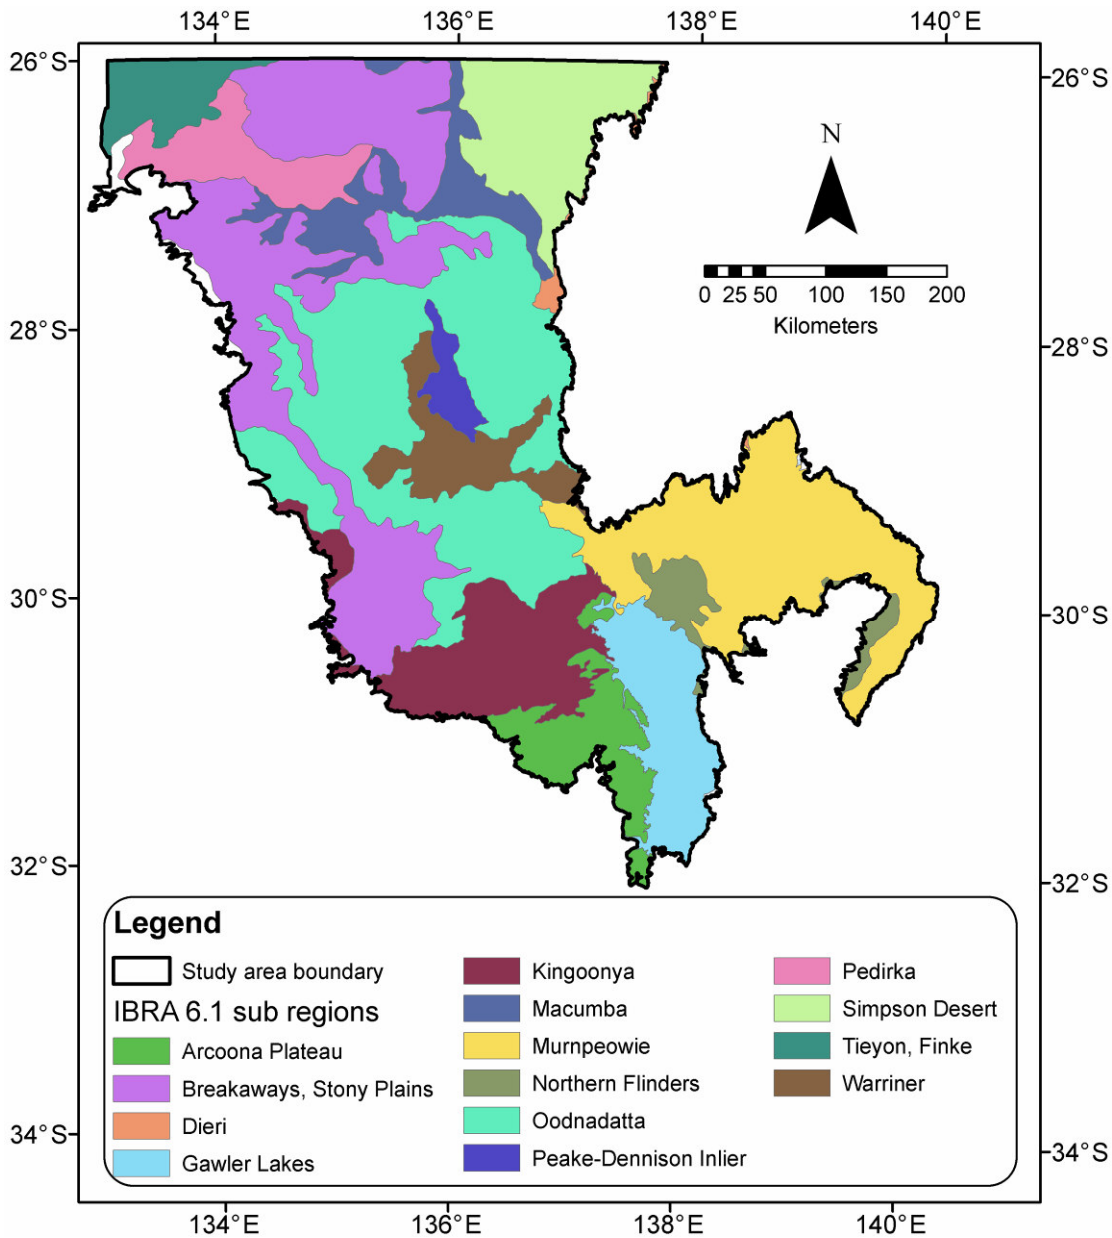 134°E 136°E 138°E 140°E
26°S
26°S
N
0 25 50 100 150 200
Kilometers
28°S
28°S
30°S
30°S
32°S
32°S
Legend
Study area boundary
IBRA 6.1 sub regions
Arcoona Plateau
Breakaways, Stony Plains
Dieri
Gawler Lakes
Kingoonya
Macumba
Murnpeowie
Northern Flinders
Oodnadatta
Peake-Dennison Inlier
Pedirka
Simpson Desert
Tieyon, Finke
Warriner
34°S
34°S
134°E 136°E 138°E 140°E